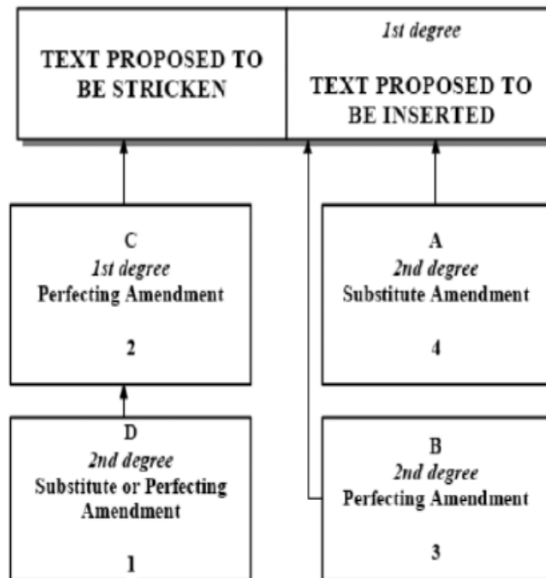 TEXT PROPOSED TO
BE STRICKEN
1st degree
TEXT PROPOSED TO
BE INSERTED
C
1st degree
Perfecting Amendment
2
A
2nd degree
Substitute Amendment
4
D
2nd degree
Substitute or Perfecting
Amendment
1
B
2nd degree
Perfecting Amendment
3